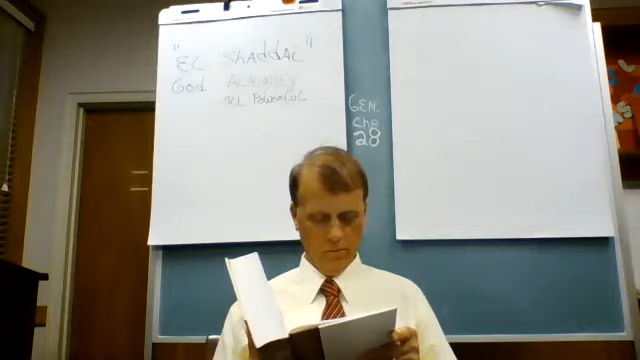 "EL ShAddAi"
God ALMIGHTY
ALL PoweRfuL
GEN.
Chp
28